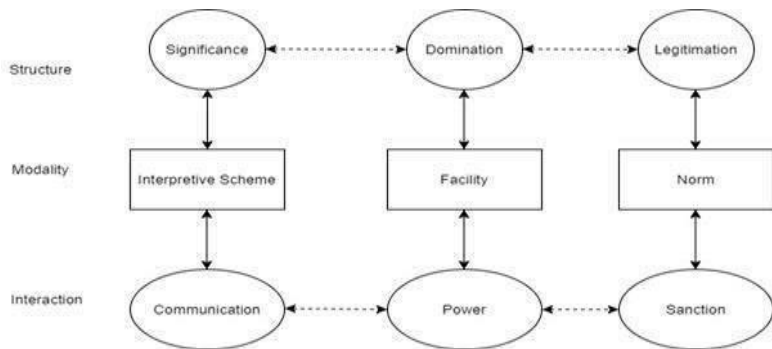 Structure
Significance
Domination
Legitimation
Modality
Interpretive Scheme
Facility
Norm
Interaction
Communication
Power
Sanction